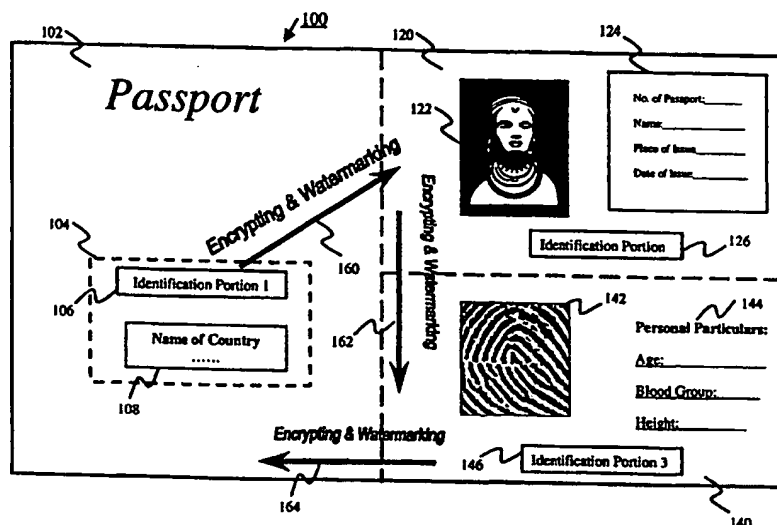 100
102
Passport
104
106
Identification Portion 1
Name of Country
......
108
Encrypting & Watermarking
160
120
122
124
No. of Passport:
Name:
Place of Issue:
Date of Issue:
Identification Portion
126
Encrypting & Watermarking
162
142
144
Personal Particulars:
Age:
Blood Group:
Height:
Encrypting & Watermarking
164
146
Identification Portion 3
140